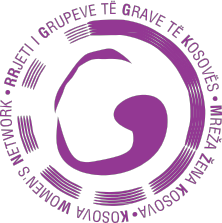 RRJETI I GRUPEVE TË GRAVE TË KOSOVËS •
MREŽA ŽENA KOSOVA •
KOSOVA WOMEN'S NETWORK •